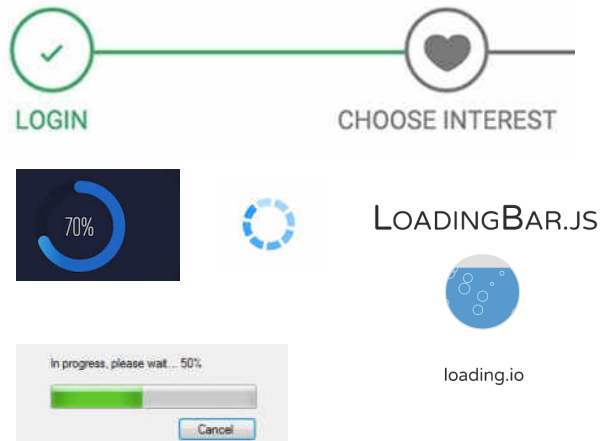 LOGIN
CHOOSE INTEREST
70%
LOADINGBAR.JS
In progress, please wait... 50%
loading.io
Cancel